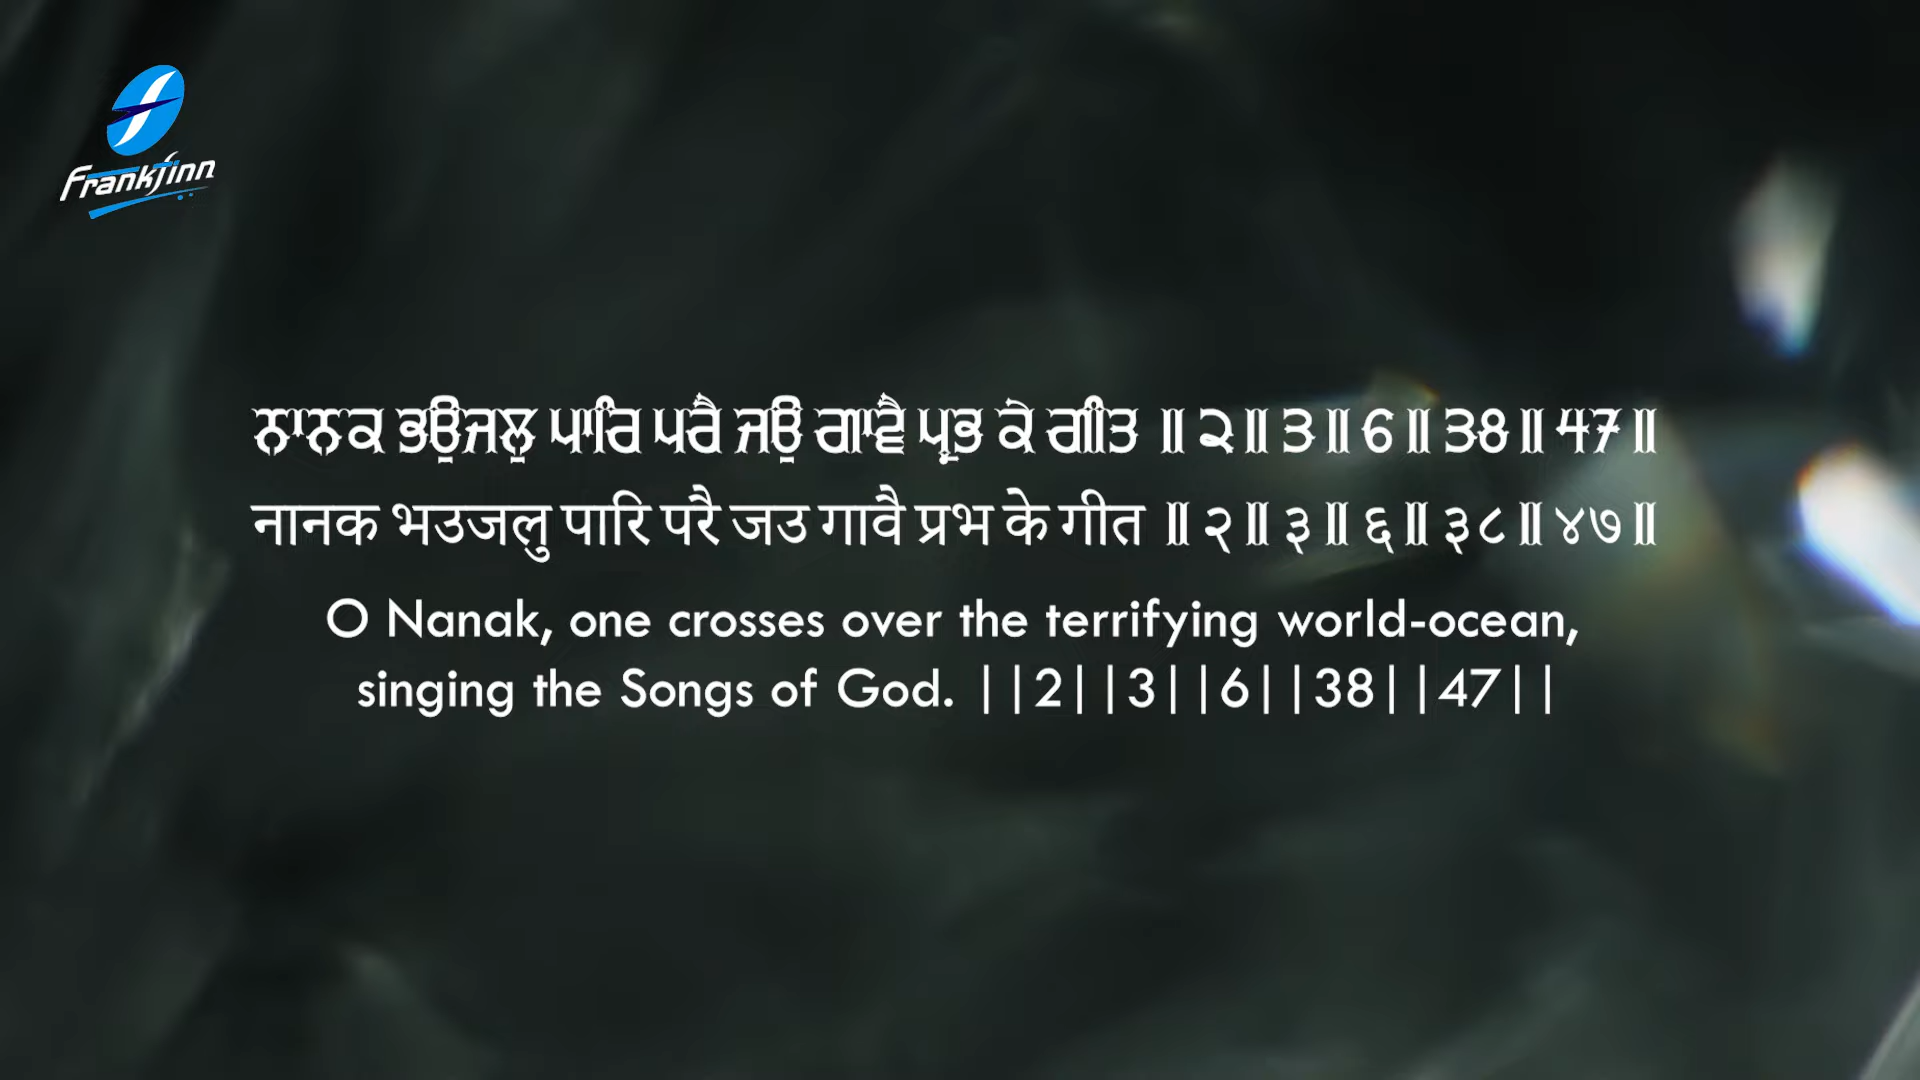 Frankfinn
ਨਾਨਕ ਭਉਜਲੁ ਪਾਰਿ ਪਰੈ ਜਉ ਗਾਵੈ ਪ੍ਰਭ ਕੇ ਗੀਤ ॥ ੨ ॥ ੩ ॥ 6 ॥ ੩8 ॥ 47 ॥
नानक भउजलु पारि परै जउ गावै प्रभ के गीत ॥ २ ॥ ३ ॥ ६ ॥ ३८ ॥ ४७ ॥
O Nanak, one crosses over the terrifying world-ocean,
singing the Songs of God. ||2||3||6||38||47||